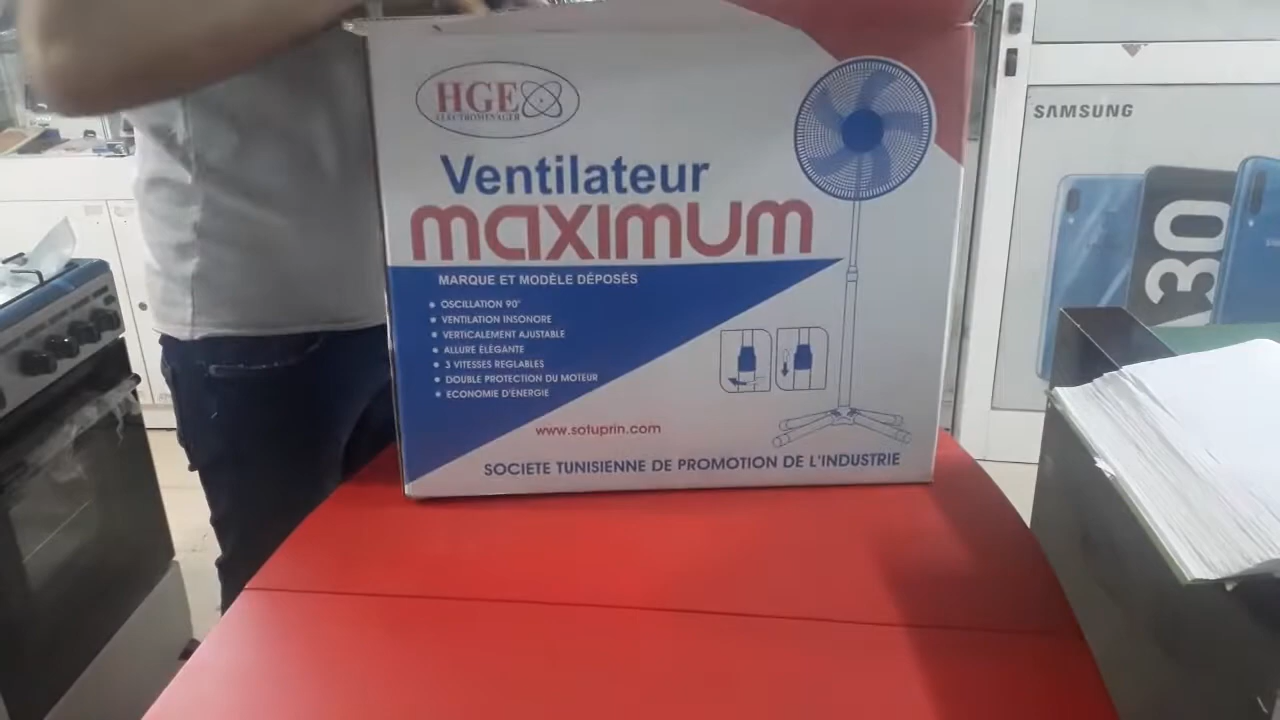 HGE
ELECTROMENAGER
Ventilateur
maximum
MARQUE ET MODÈLE DÉPOSÉS
OSCILLATION 90°
VENTILATION INSONORE
VERTICALEMENT AJUSTABLE
ALLURE ÉLÉGANTE
3 VITESSES REGLABLES
DOUBLE PROTECTION DU MOTEUR
ECONOMIE D'ENERGIE
www.sotuprin.com
SOCIETE TUNISIENNE DE PROMOTION DE L'INDUSTRIE
SAMSUNG
A30